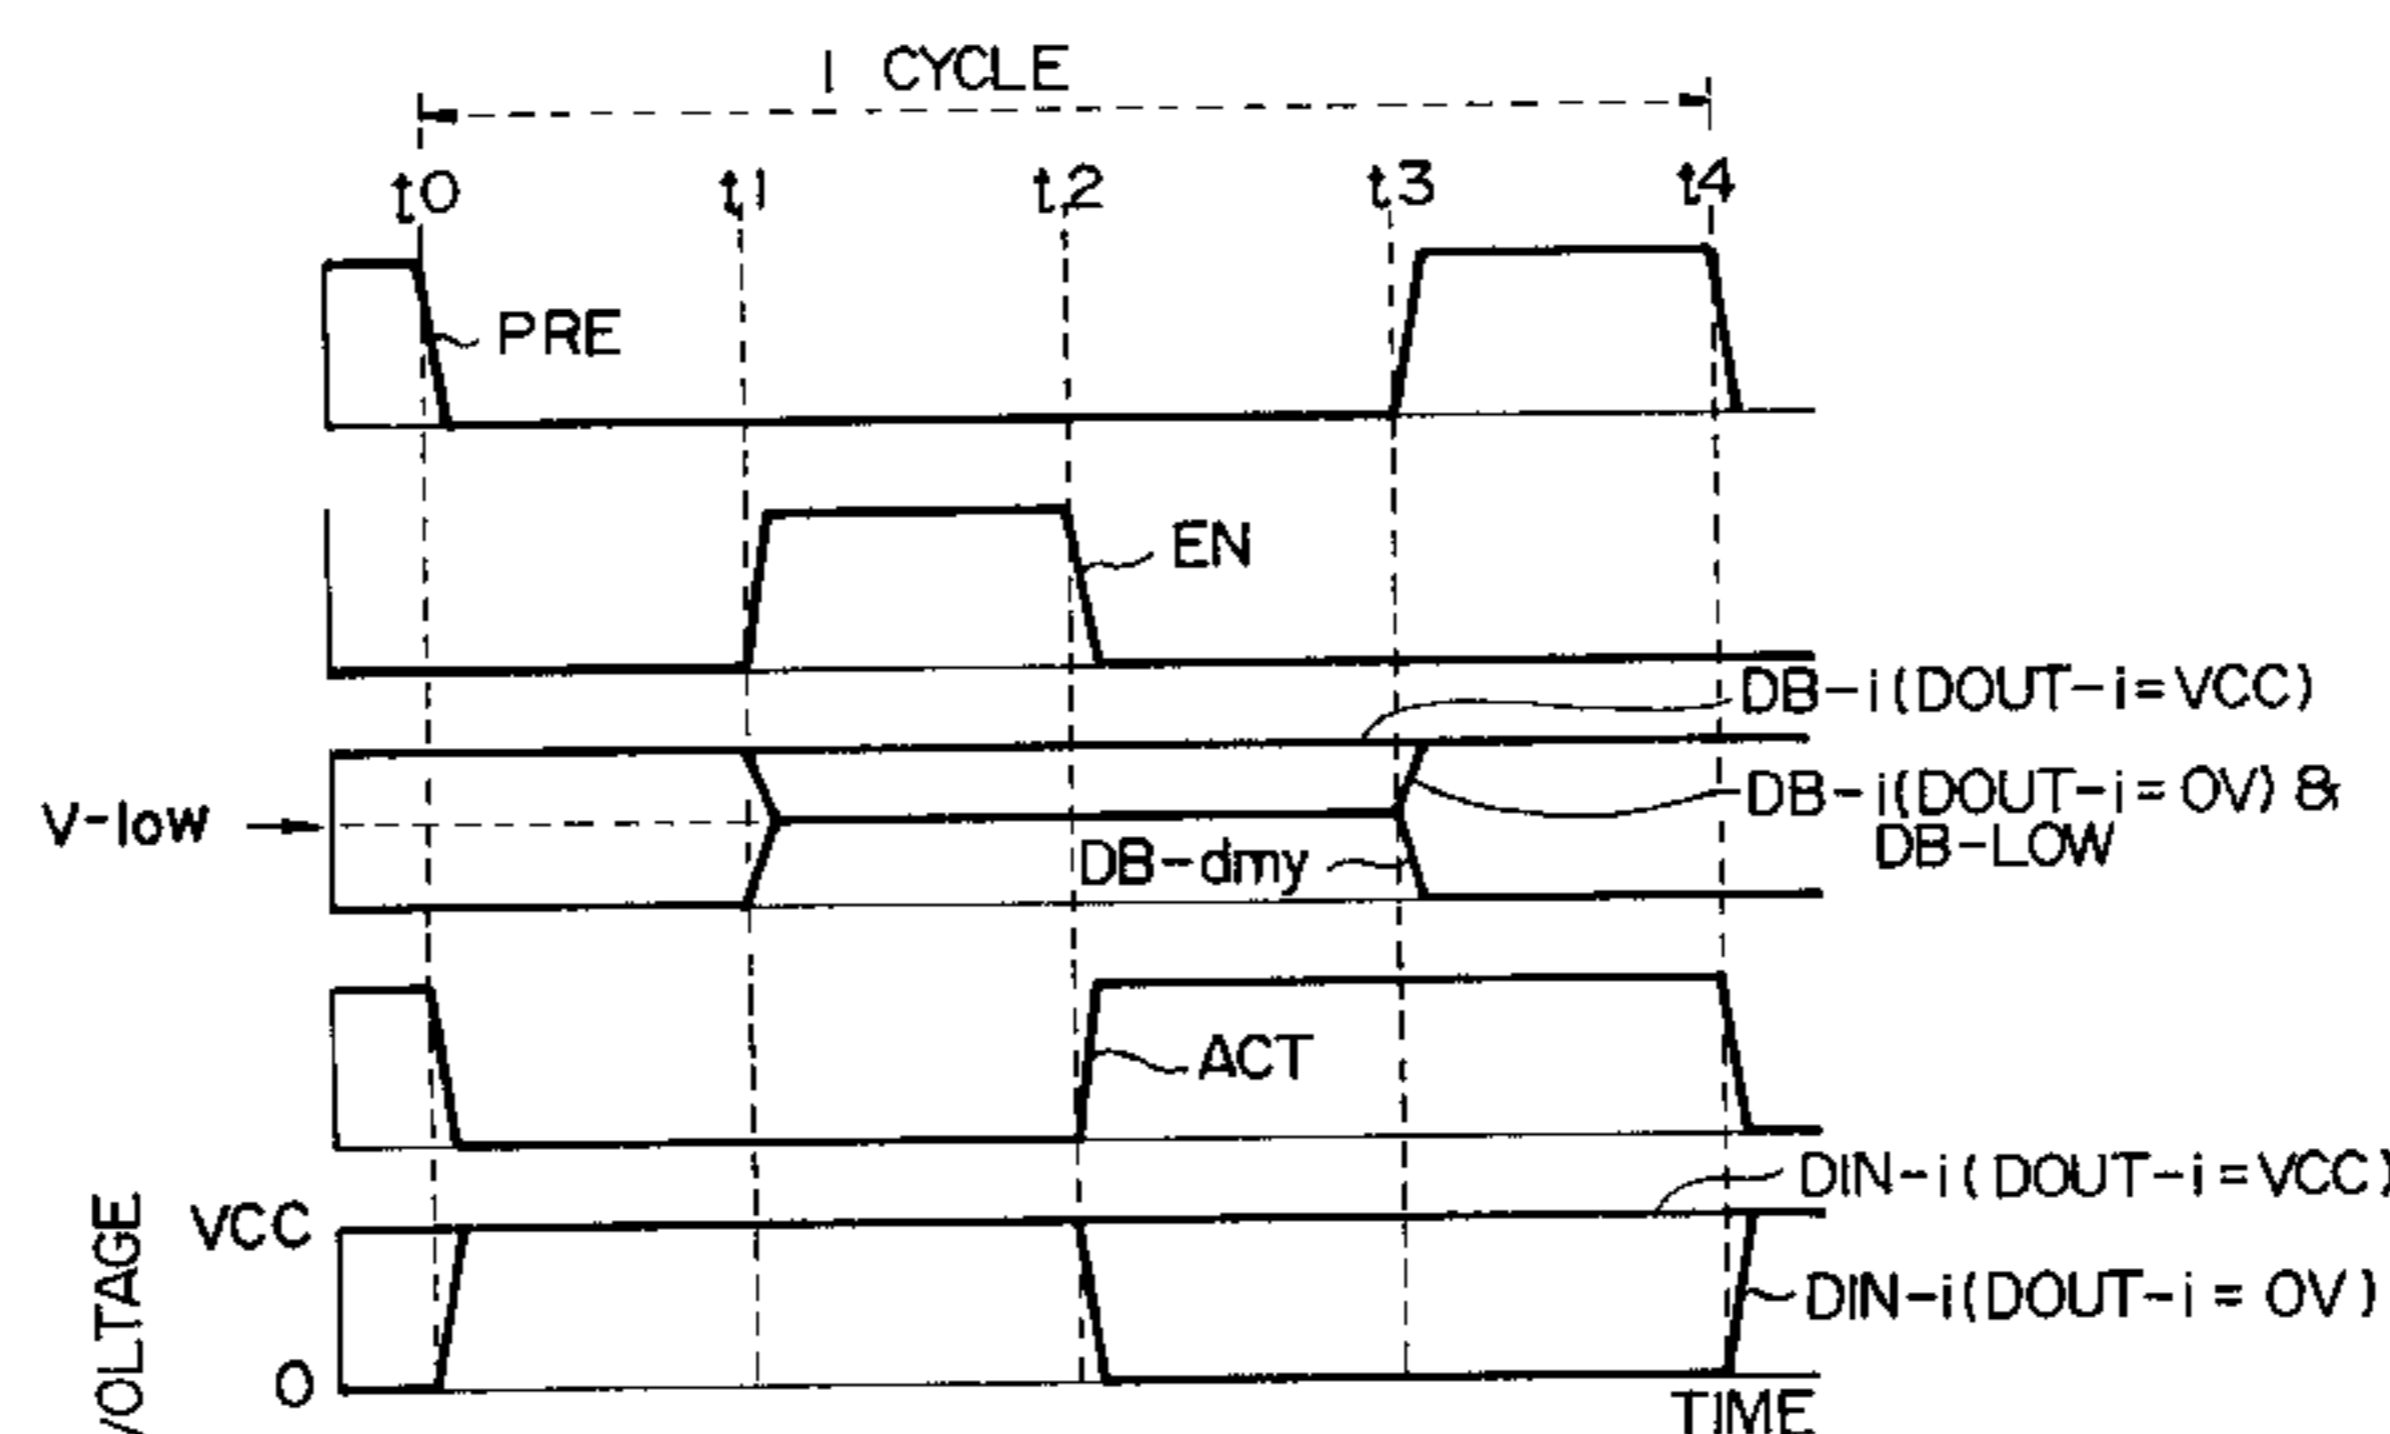 1 CYCLE
t0 t1 t2 t3 t4
PRE
EN
DB-i(DOUT-i=VCC)
V-low
DB-i(DOUT-i=0V) &
DB-LOW
DB-dmy
ACT
DIN-i(DOUT-i=VCC)
VCC
DIN-i(DOUT-i=0V)
0
VOLTAGE
TIME